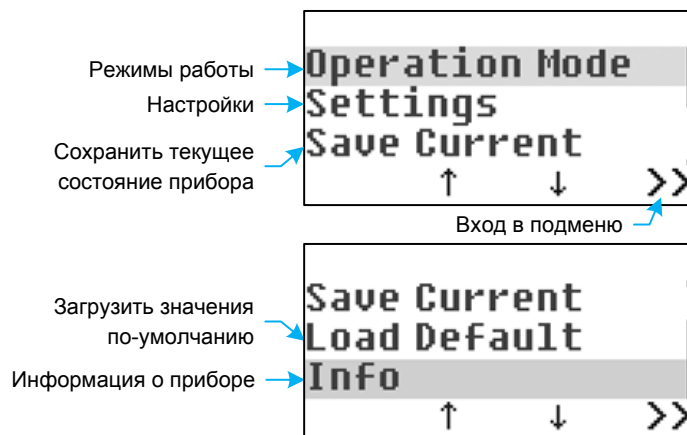 Режимы работы
Operation Mode
Настройки
Settings
Сохранить текущее
состояние прибора
Save Current
↑ ↓ >>
Вход в подменю
Save Current
Загрузить значения
по-умолчанию
Load Default
Информация о приборе
Info
↑ ↓ >>